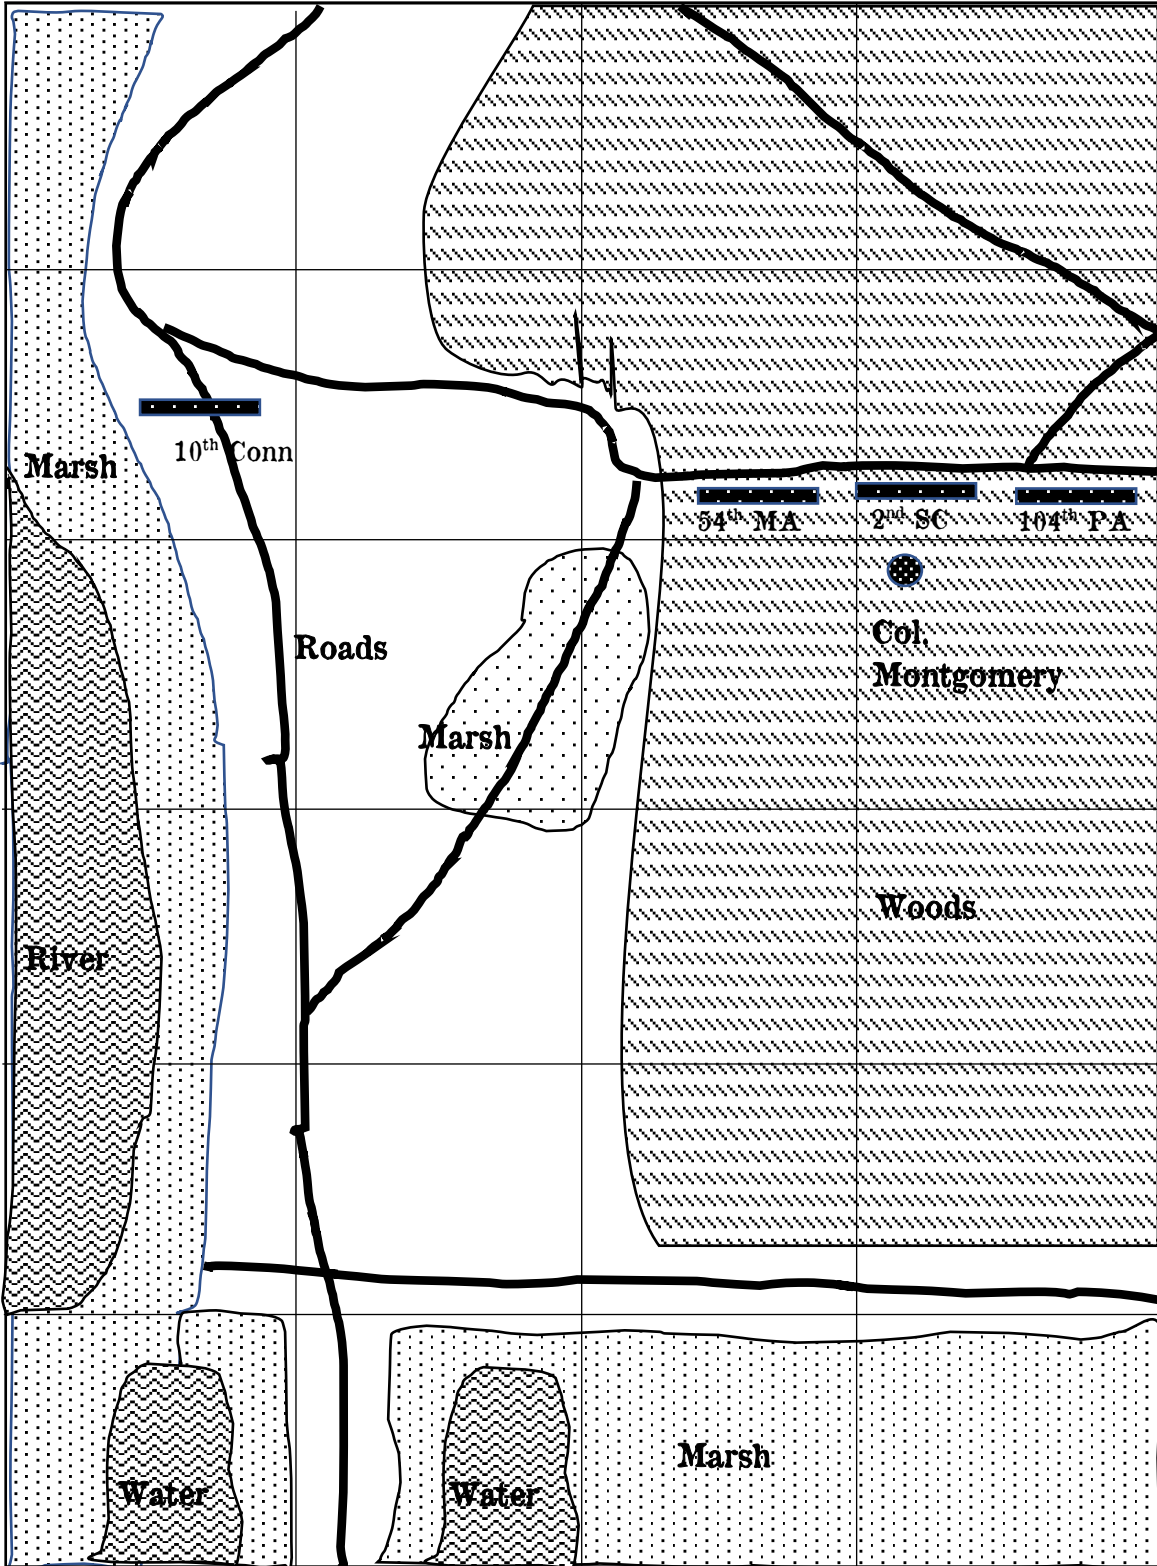 10th Conn
Marsh
54th MA
2nd SC
104th PA
Col.
Montgomery
Roads
Marsh
Woods
River
Marsh
Water
Water